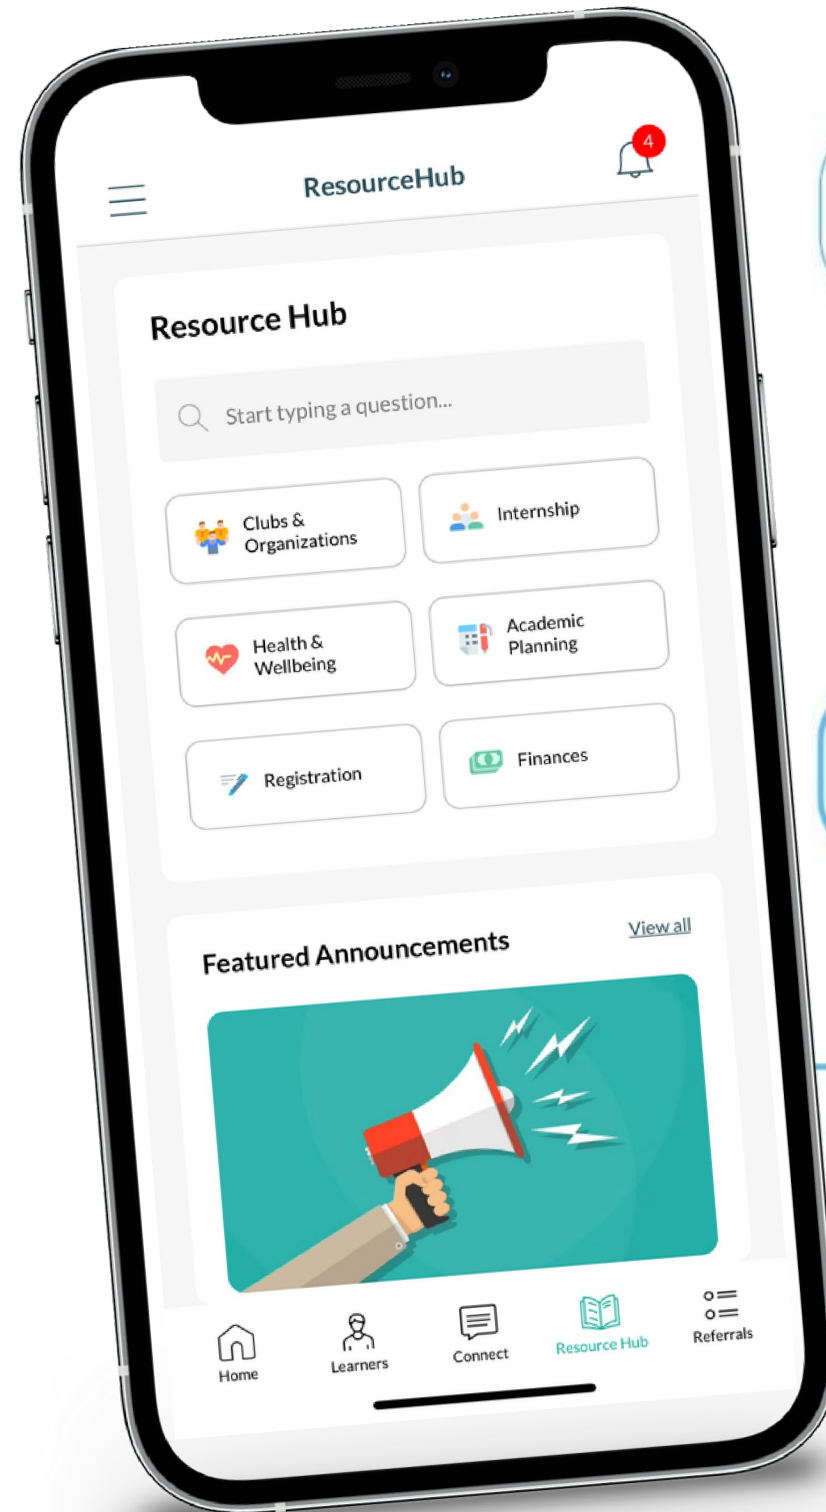 4
ResourceHub
Resource Hub
Start typing a question...
Clubs &
Organizations
Internship
Health &
Wellbeing
Academic
Planning
Registration
Finances
Featured Announcements
View all
Home
Learners
Connect
Resource Hub
Referrals